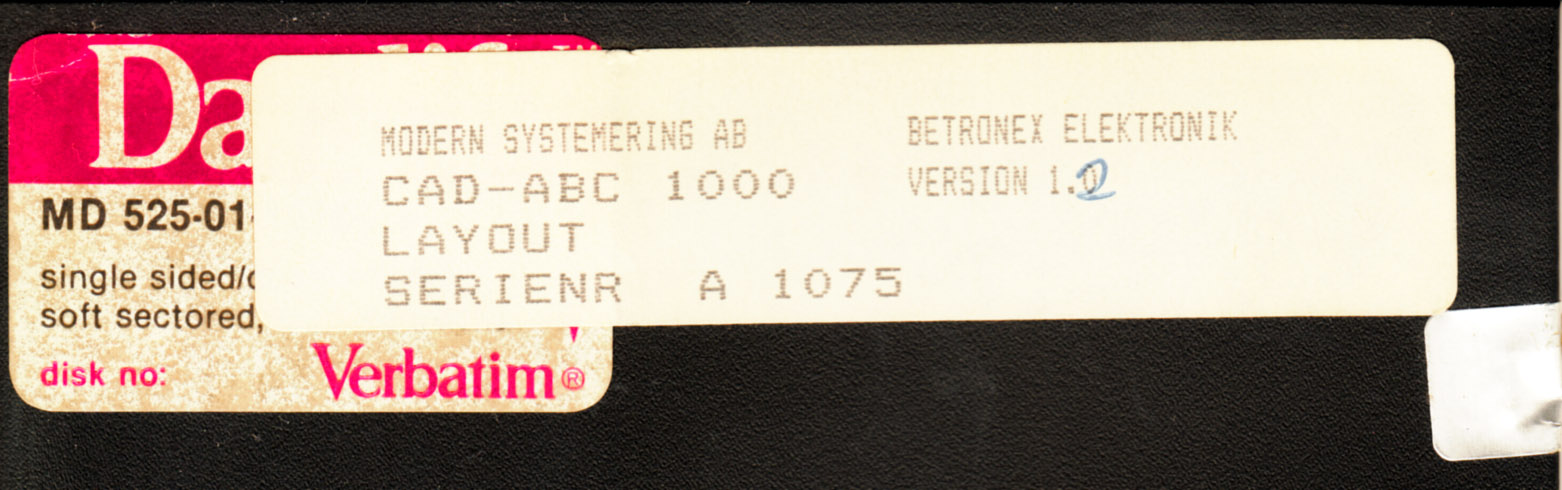 MD 525-01
single sided/
soft sectored,
disk no:
Verbatim®
MODERN SYSTEMERING AB BETRONEX ELEKTRONIK
CAD-ABC 1000 VERSION 1.2
LAYOUT
SERIENR A 1075